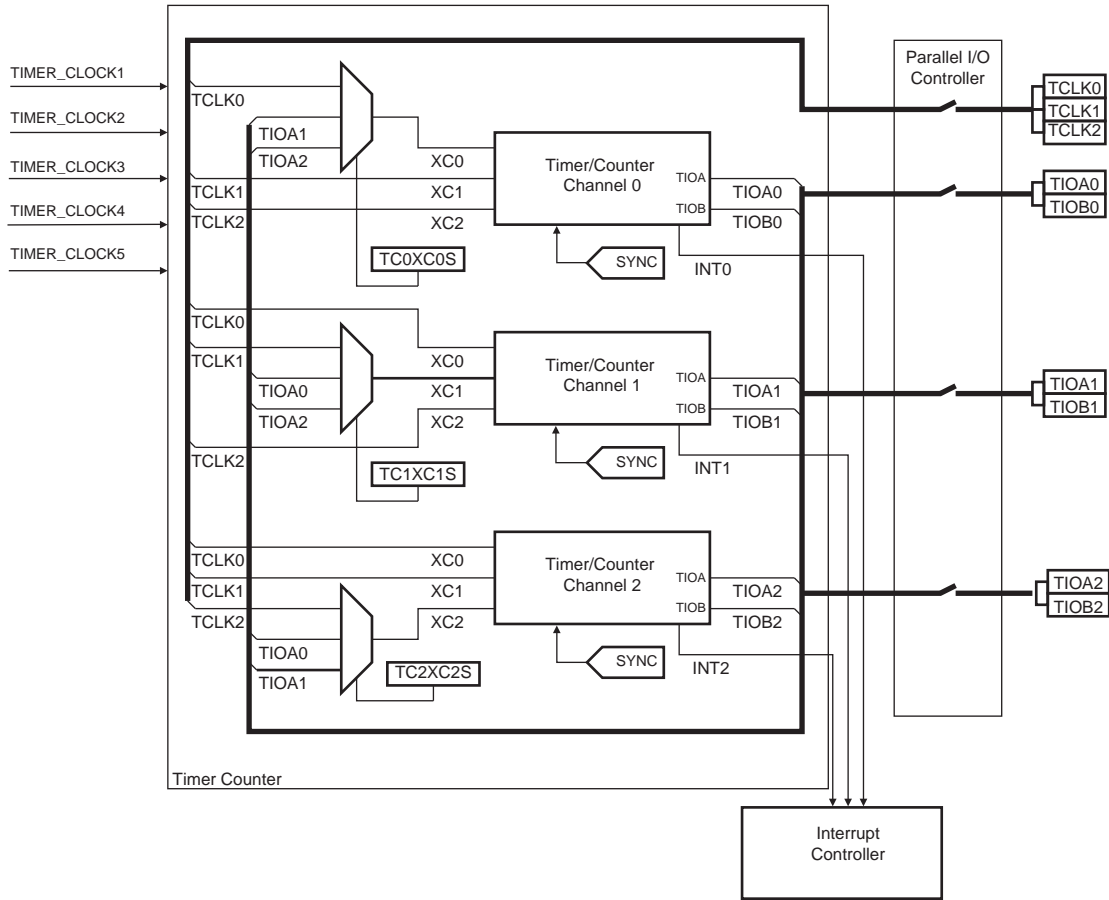 TIMER_CLOCK1
TIMER_CLOCK2
TIMER_CLOCK3
TIMER_CLOCK4
TIMER_CLOCK5
TCLK0
TIOA1
TIOA2
TCLK1
TCLK2
XC0
XC1
XC2
TC0XC0S
Timer/Counter
Channel 0
TIOA
TIOB
TIOA0
TIOB0
SYNC
INT0
TCLK0
TCLK1
TIOA0
TIOA2
TCLK2
XC0
XC1
XC2
TC1XC1S
Timer/Counter
Channel 1
TIOA
TIOB
TIOA1
TIOB1
SYNC
INT1
TCLK0
TCLK1
TCLK2
TIOA0
TIOA1
XC0
XC1
XC2
TC2XC2S
Timer/Counter
Channel 2
TIOA
TIOB
TIOA2
TIOB2
SYNC
INT2
Timer Counter
Parallel I/O
Controller
TCLK0
TCLK1
TCLK2
TIOA0
TIOB0
TIOA1
TIOB1
TIOA2
TIOB2
Interrupt
Controller